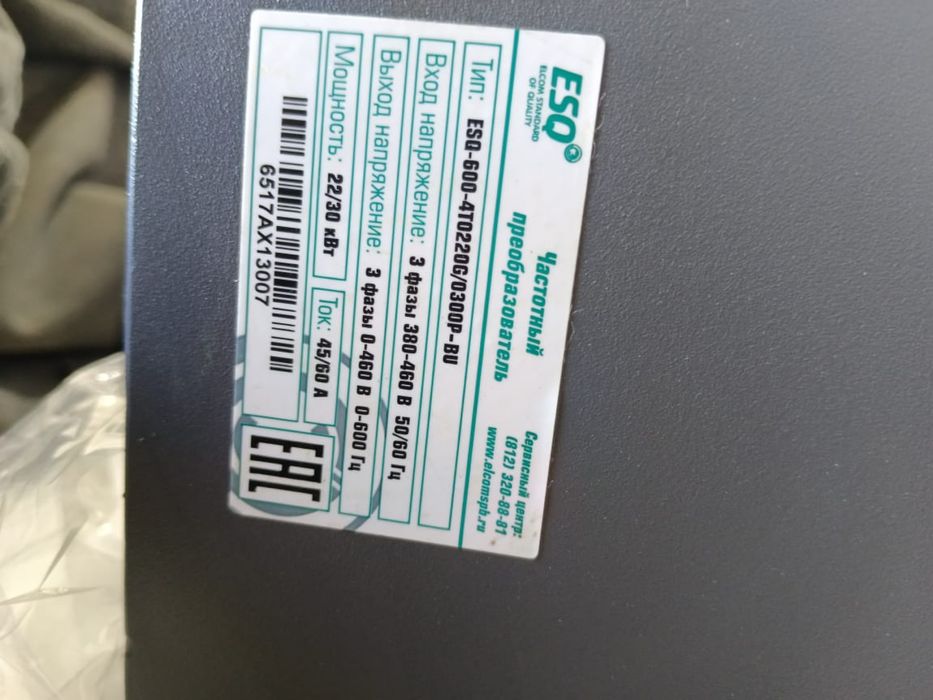 ESQ®
ELCOM STANDARD
OF QUALITY
Частотный
преобразователь
Сервисный центр:
(812) 320-88-81
www.elcomspb.ru
Тип: ESQ-600-4T0220G/0300P-BU
Вход напряжение: 3 фазы 380-460 В 50/60 Гц
Выход напряжение: 3 фазы 0-460 В 0-600 Гц
Мощность: 22/30 кВт Ток: 45/60 А
6517AX13007
EAC